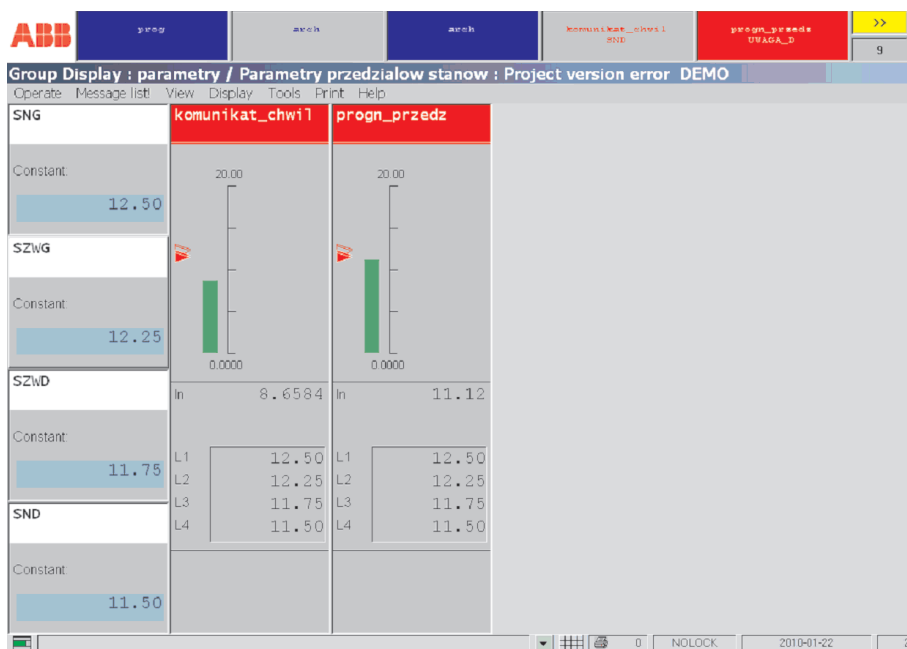 ABB
prog
arch
arch
komunikat_chwil
SND
progn_przedz
UWAGA_D
>>
9
Group Display : parametry / Parametry przedzialow stanow : Project version error DEMO
Operate Message list! View Display Tools Print Help
SNG
Constant:
12.50
SZWG
Constant:
12.25
SZWD
Constant:
11.75
SND
Constant:
11.50
komunikat_chwil
20.00
0.0000
In 8.6584
L1 12.50
L2 12.25
L3 11.75
L4 11.50
progn_przedz
20.00
0.0000
In 11.12
L1 12.50
L2 12.25
L3 11.75
L4 11.50
0 NOLOCK 2010-01-22